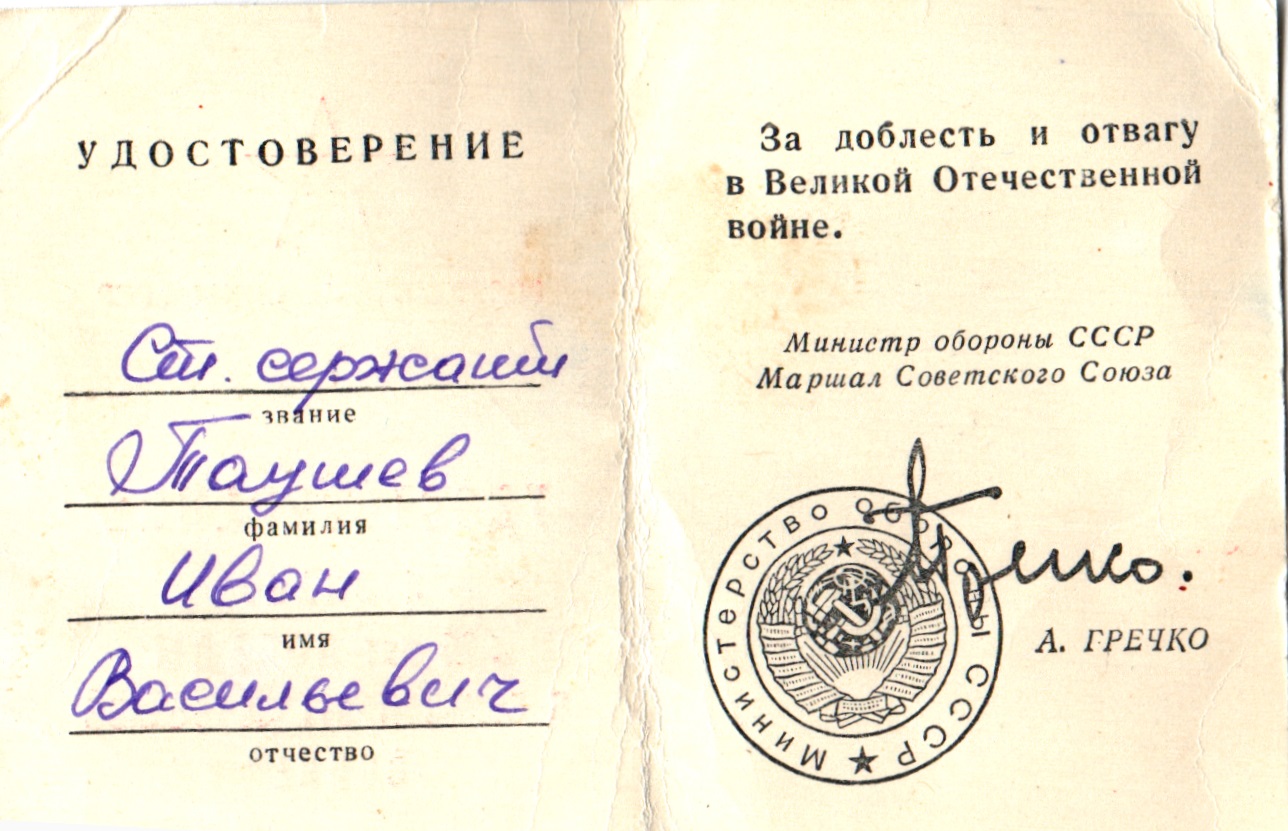 УДОСТОВЕРЕНИЕ
Ст. сержант
звание
Таушев
фамилия
Иван
имя
Васильевич
отчество
За доблесть и отвагу
в Великой Отечественной
войне.
Министр обороны СССР
Маршал Советского Союза
Гречко.
А. ГРЕЧКО
МИНИСТЕРСТВО ОБОРОНЫ СССР